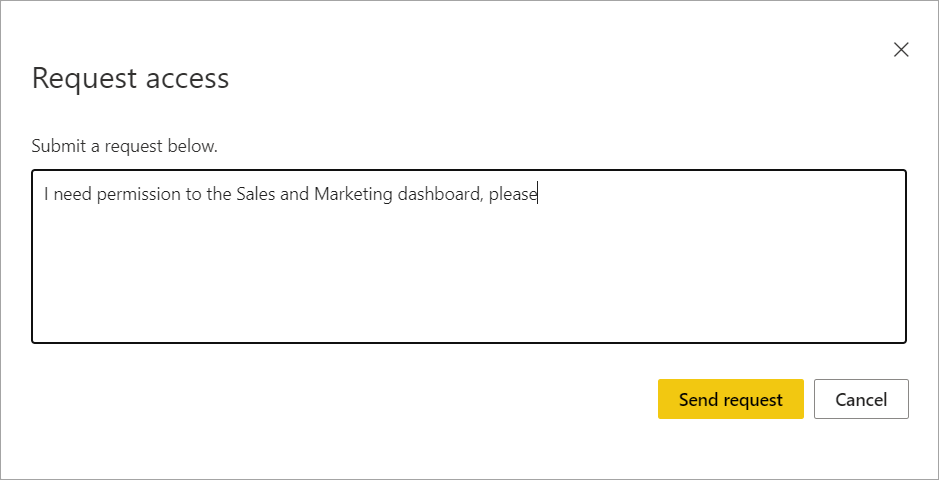 Request access
Submit a request below.
I need permission to the Sales and Marketing dashboard, please
Send request
Cancel